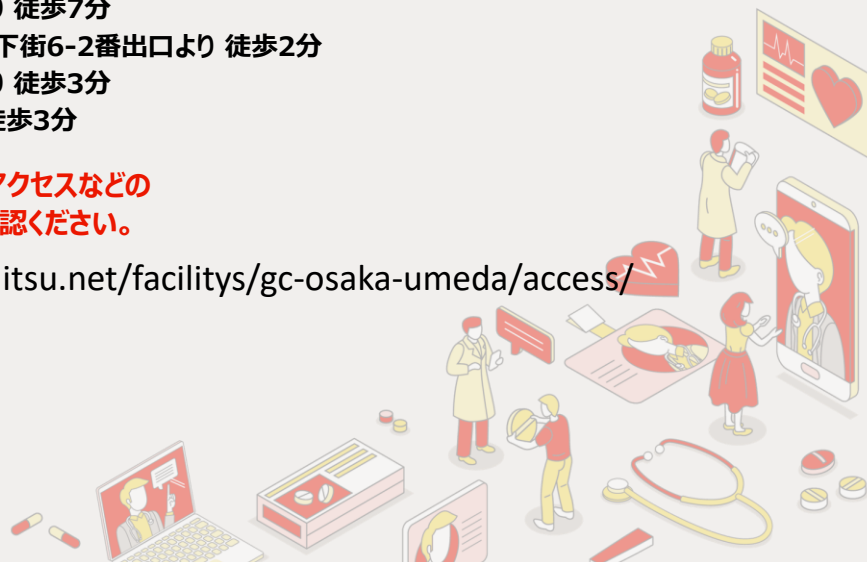 徒歩7分
下街6-2番出口より 徒歩2分
徒歩3分
徒歩3分
アクセスなどの
認ください。
itsu.net/facilitys/gc-osaka-umeda/access/